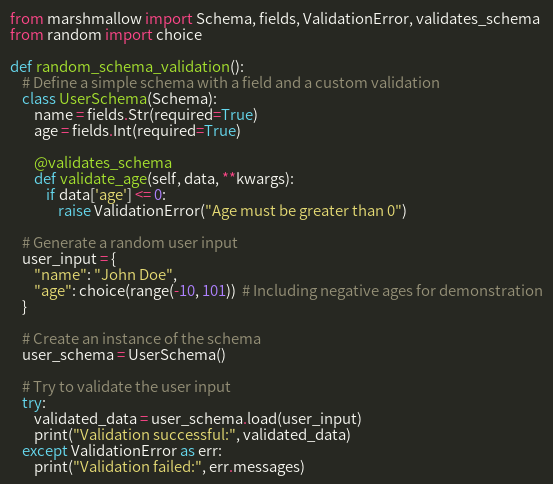 from marshmallow import Schema, fields, ValidationError, validates_schema
from random import choice

def random_schema_validation():
    # Define a simple schema with a field and a custom validation
    class UserSchema(Schema):
        name = fields.Str(required=True)
        age = fields.Int(required=True)

        @validates_schema
        def validate_age(self, data, **kwargs):
            if data['age'] <= 0:
                raise ValidationError("Age must be greater than 0")

    # Generate a random user input
    user_input = {
        "name": "John Doe",
        "age": choice(range(-10, 101))  # Including negative ages for demonstration
    }

    # Create an instance of the schema
    user_schema = UserSchema()

    # Try to validate the user input
    try:
        validated_data = user_schema.load(user_input)
        print("Validation successful:", validated_data)
    except ValidationError as err:
        print("Validation failed:", err.messages)